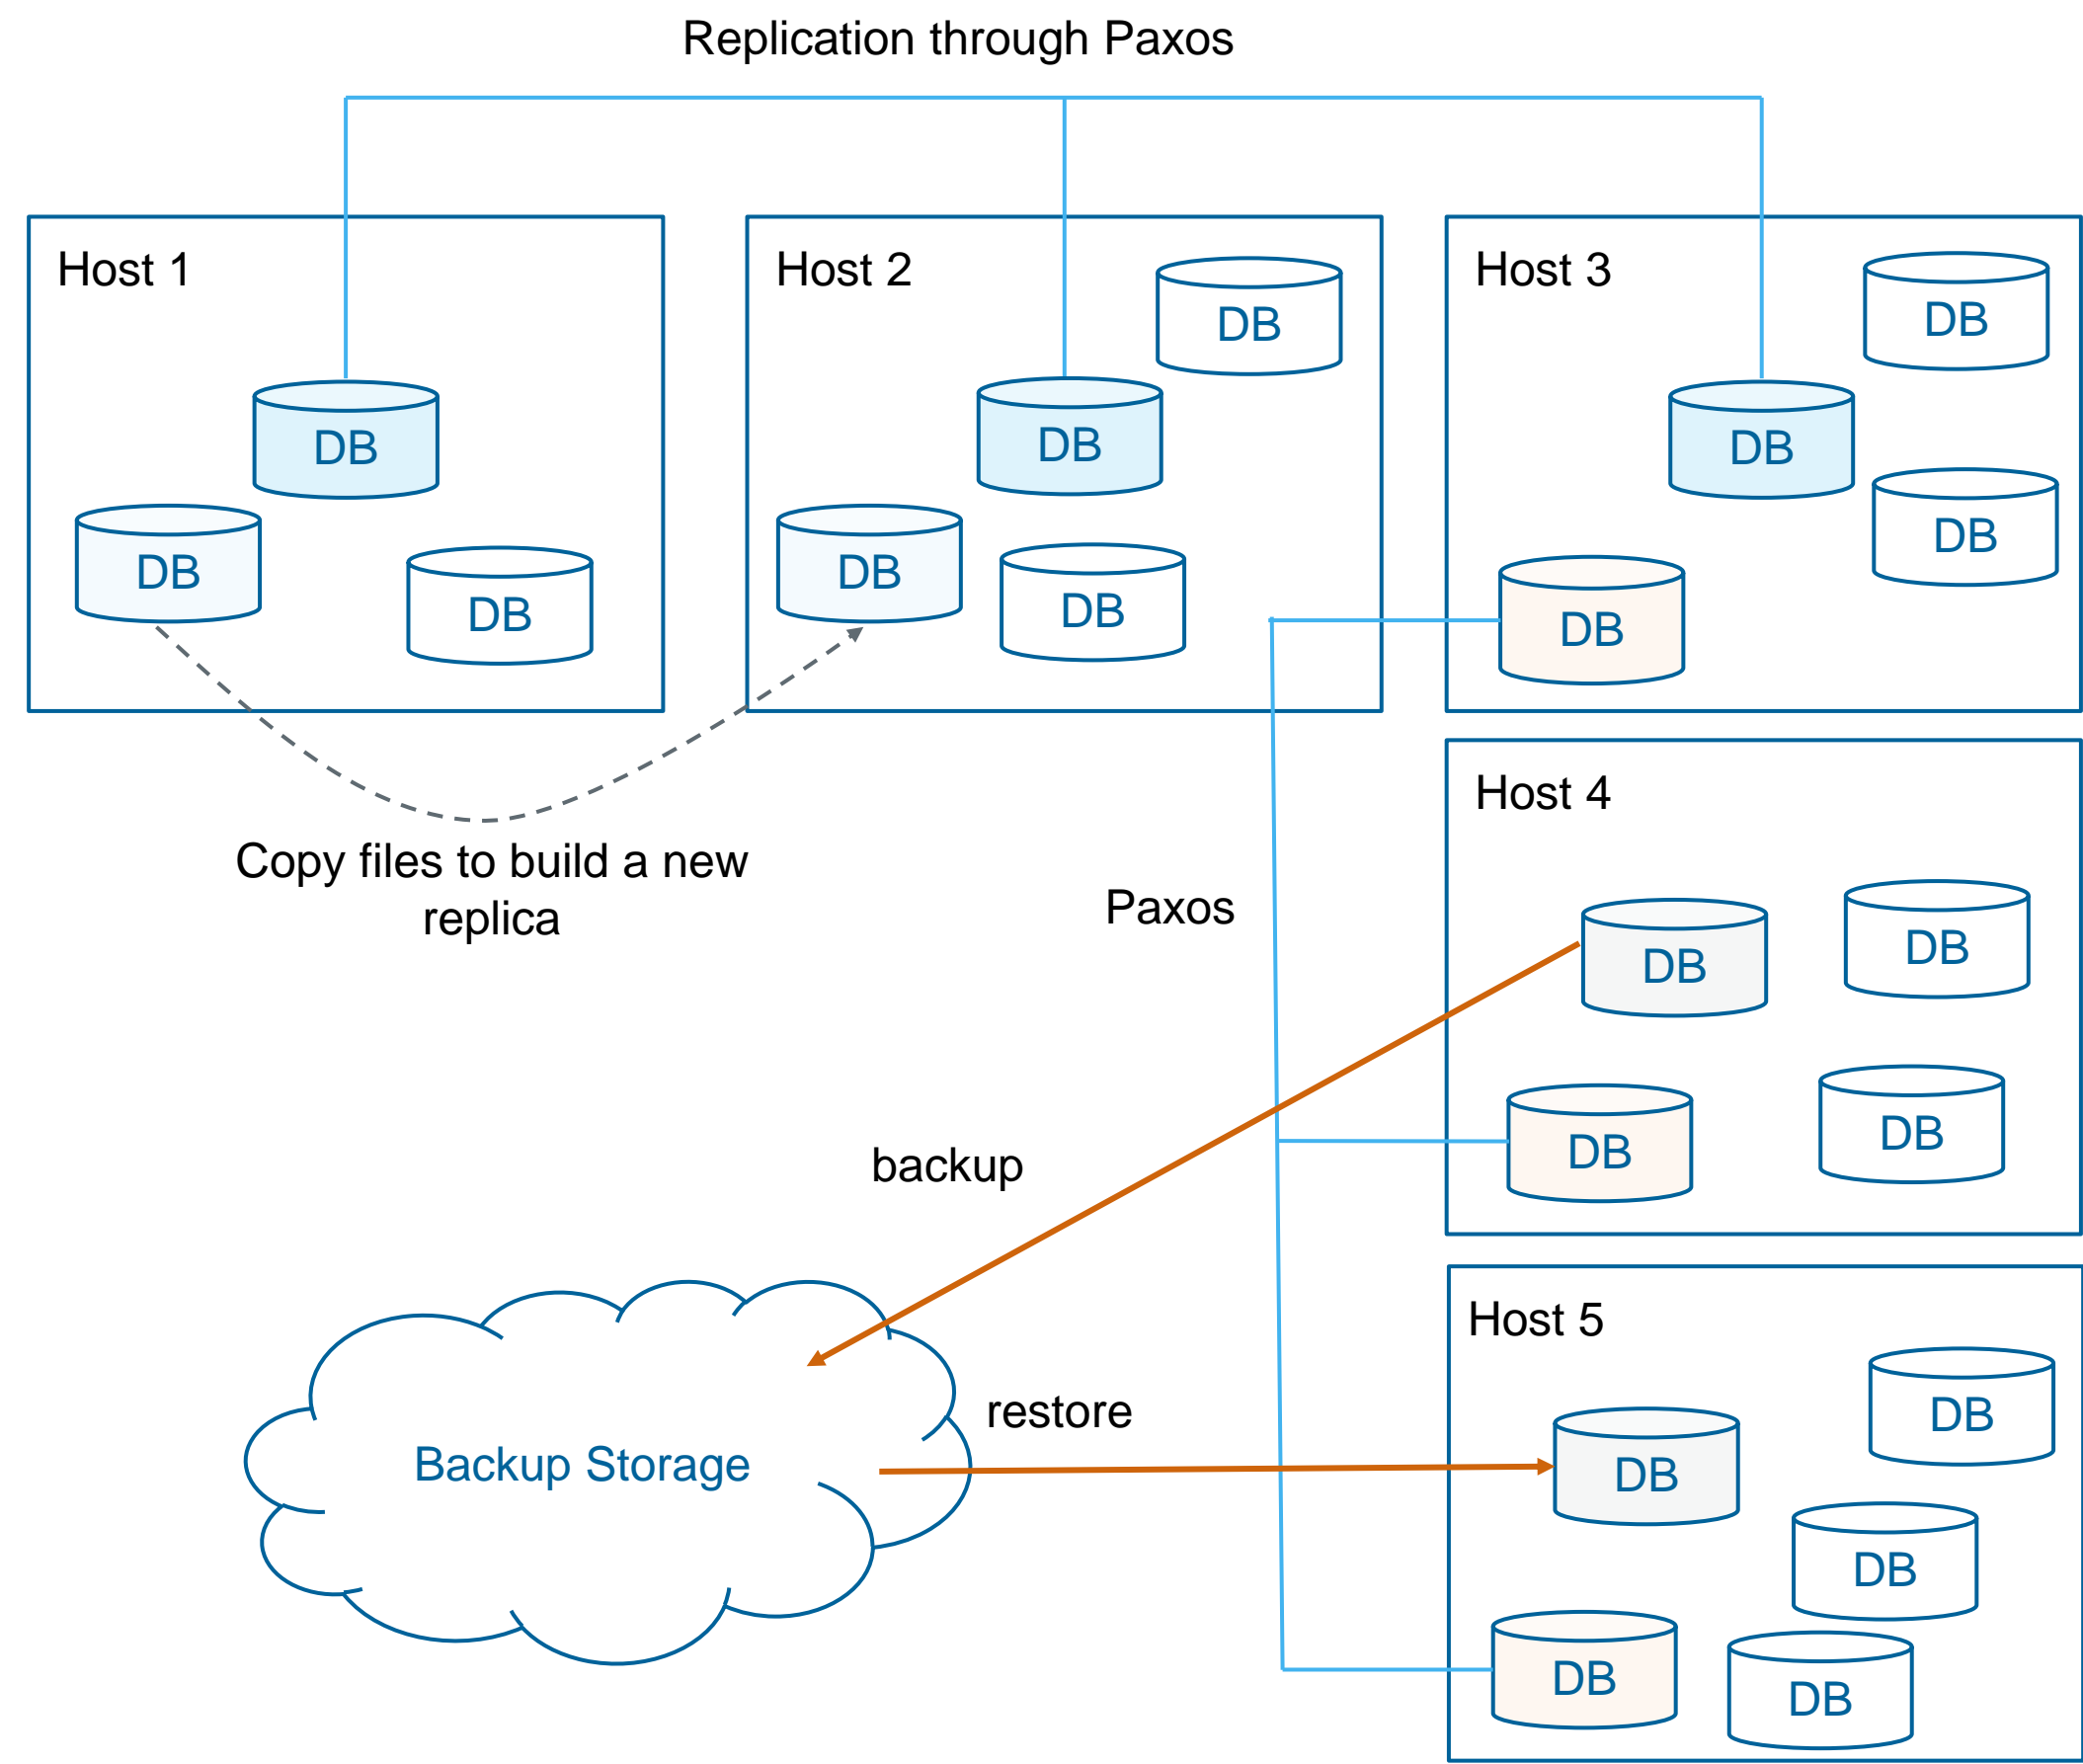 Replication through Paxos
Host 1
DB
DB
DB
Host 2
DB
DB
DB
DB
Host 3
DB
DB
DB
DB
Copy files to build a new
replica
Paxos
Host 4
DB
DB
DB
DB
backup
restore
Backup Storage
Host 5
DB
DB
DB
DB
DB